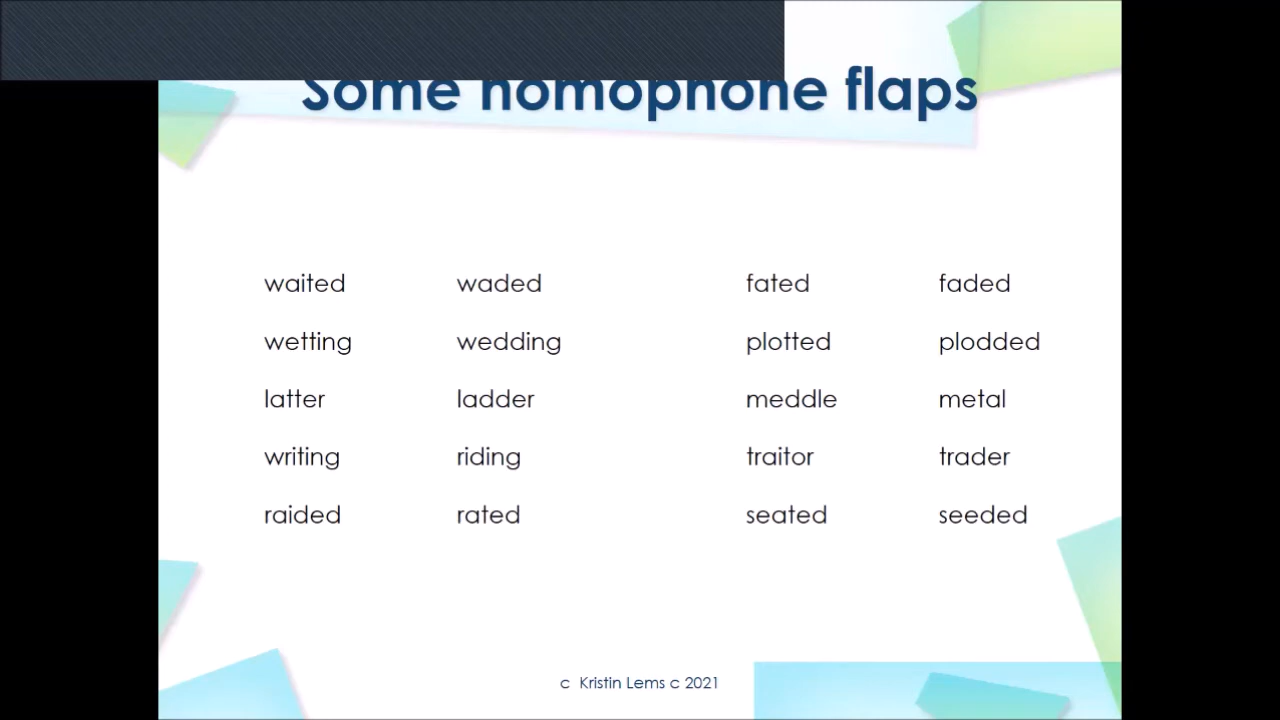 Some homophone flaps
waited waded fated faded
wetting wedding plotted plodded
latter ladder meddle metal
writing riding traitor trader
raided rated seated seeded
c Kristin Lems c 2021